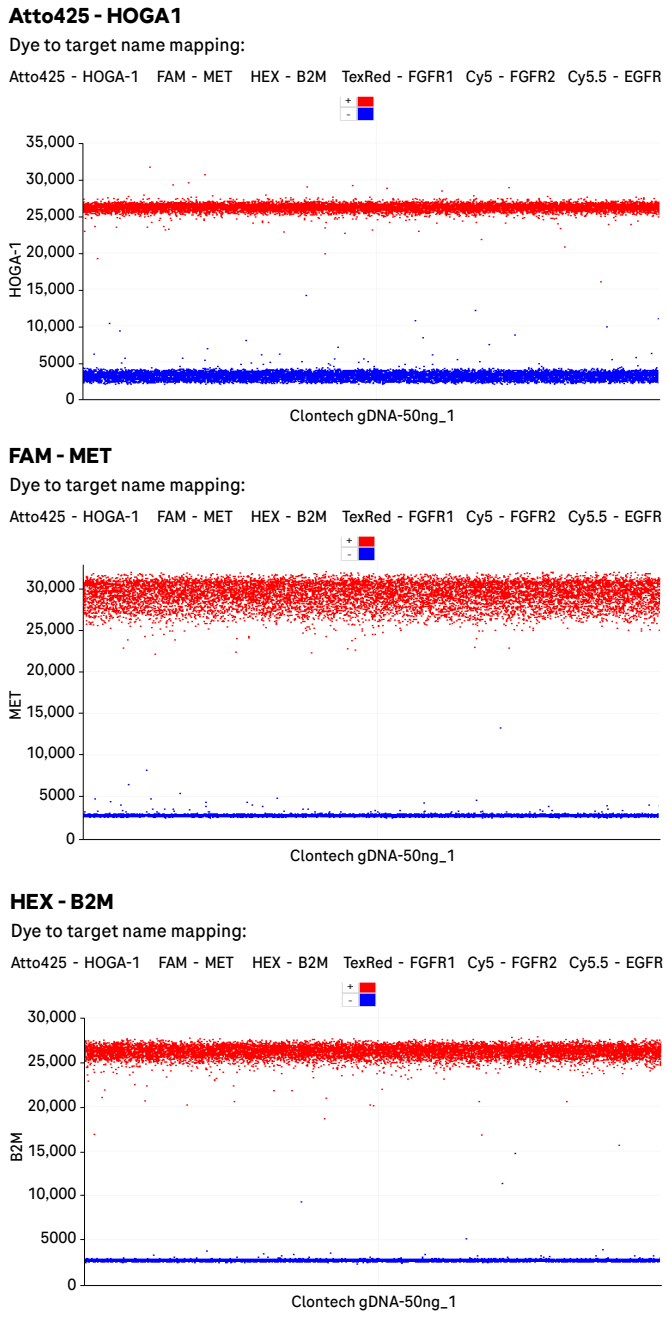 Atto425 - HOGA1
Dye to target name mapping:
Atto425 - HOGA-1 FAM - MET HEX - B2M TexRed - FGFR1 Cy5 - FGFR2 Cy5.5 - EGFR
+
-
35,000
30,000
25,000
20,000
15,000
10,000
5000
0
HOGA-1
Clontech gDNA-50ng_1
FAM - MET
Dye to target name mapping:
Atto425 - HOGA-1 FAM - MET HEX - B2M TexRed - FGFR1 Cy5 - FGFR2 Cy5.5 - EGFR
+
-
30,000
25,000
20,000
15,000
10,000
5000
0
MET
Clontech gDNA-50ng_1
HEX - B2M
Dye to target name mapping:
Atto425 - HOGA-1 FAM - MET HEX - B2M TexRed - FGFR1 Cy5 - FGFR2 Cy5.5 - EGFR
+
-
30,000
25,000
20,000
15,000
10,000
5000
0
B2M
Clontech gDNA-50ng_1